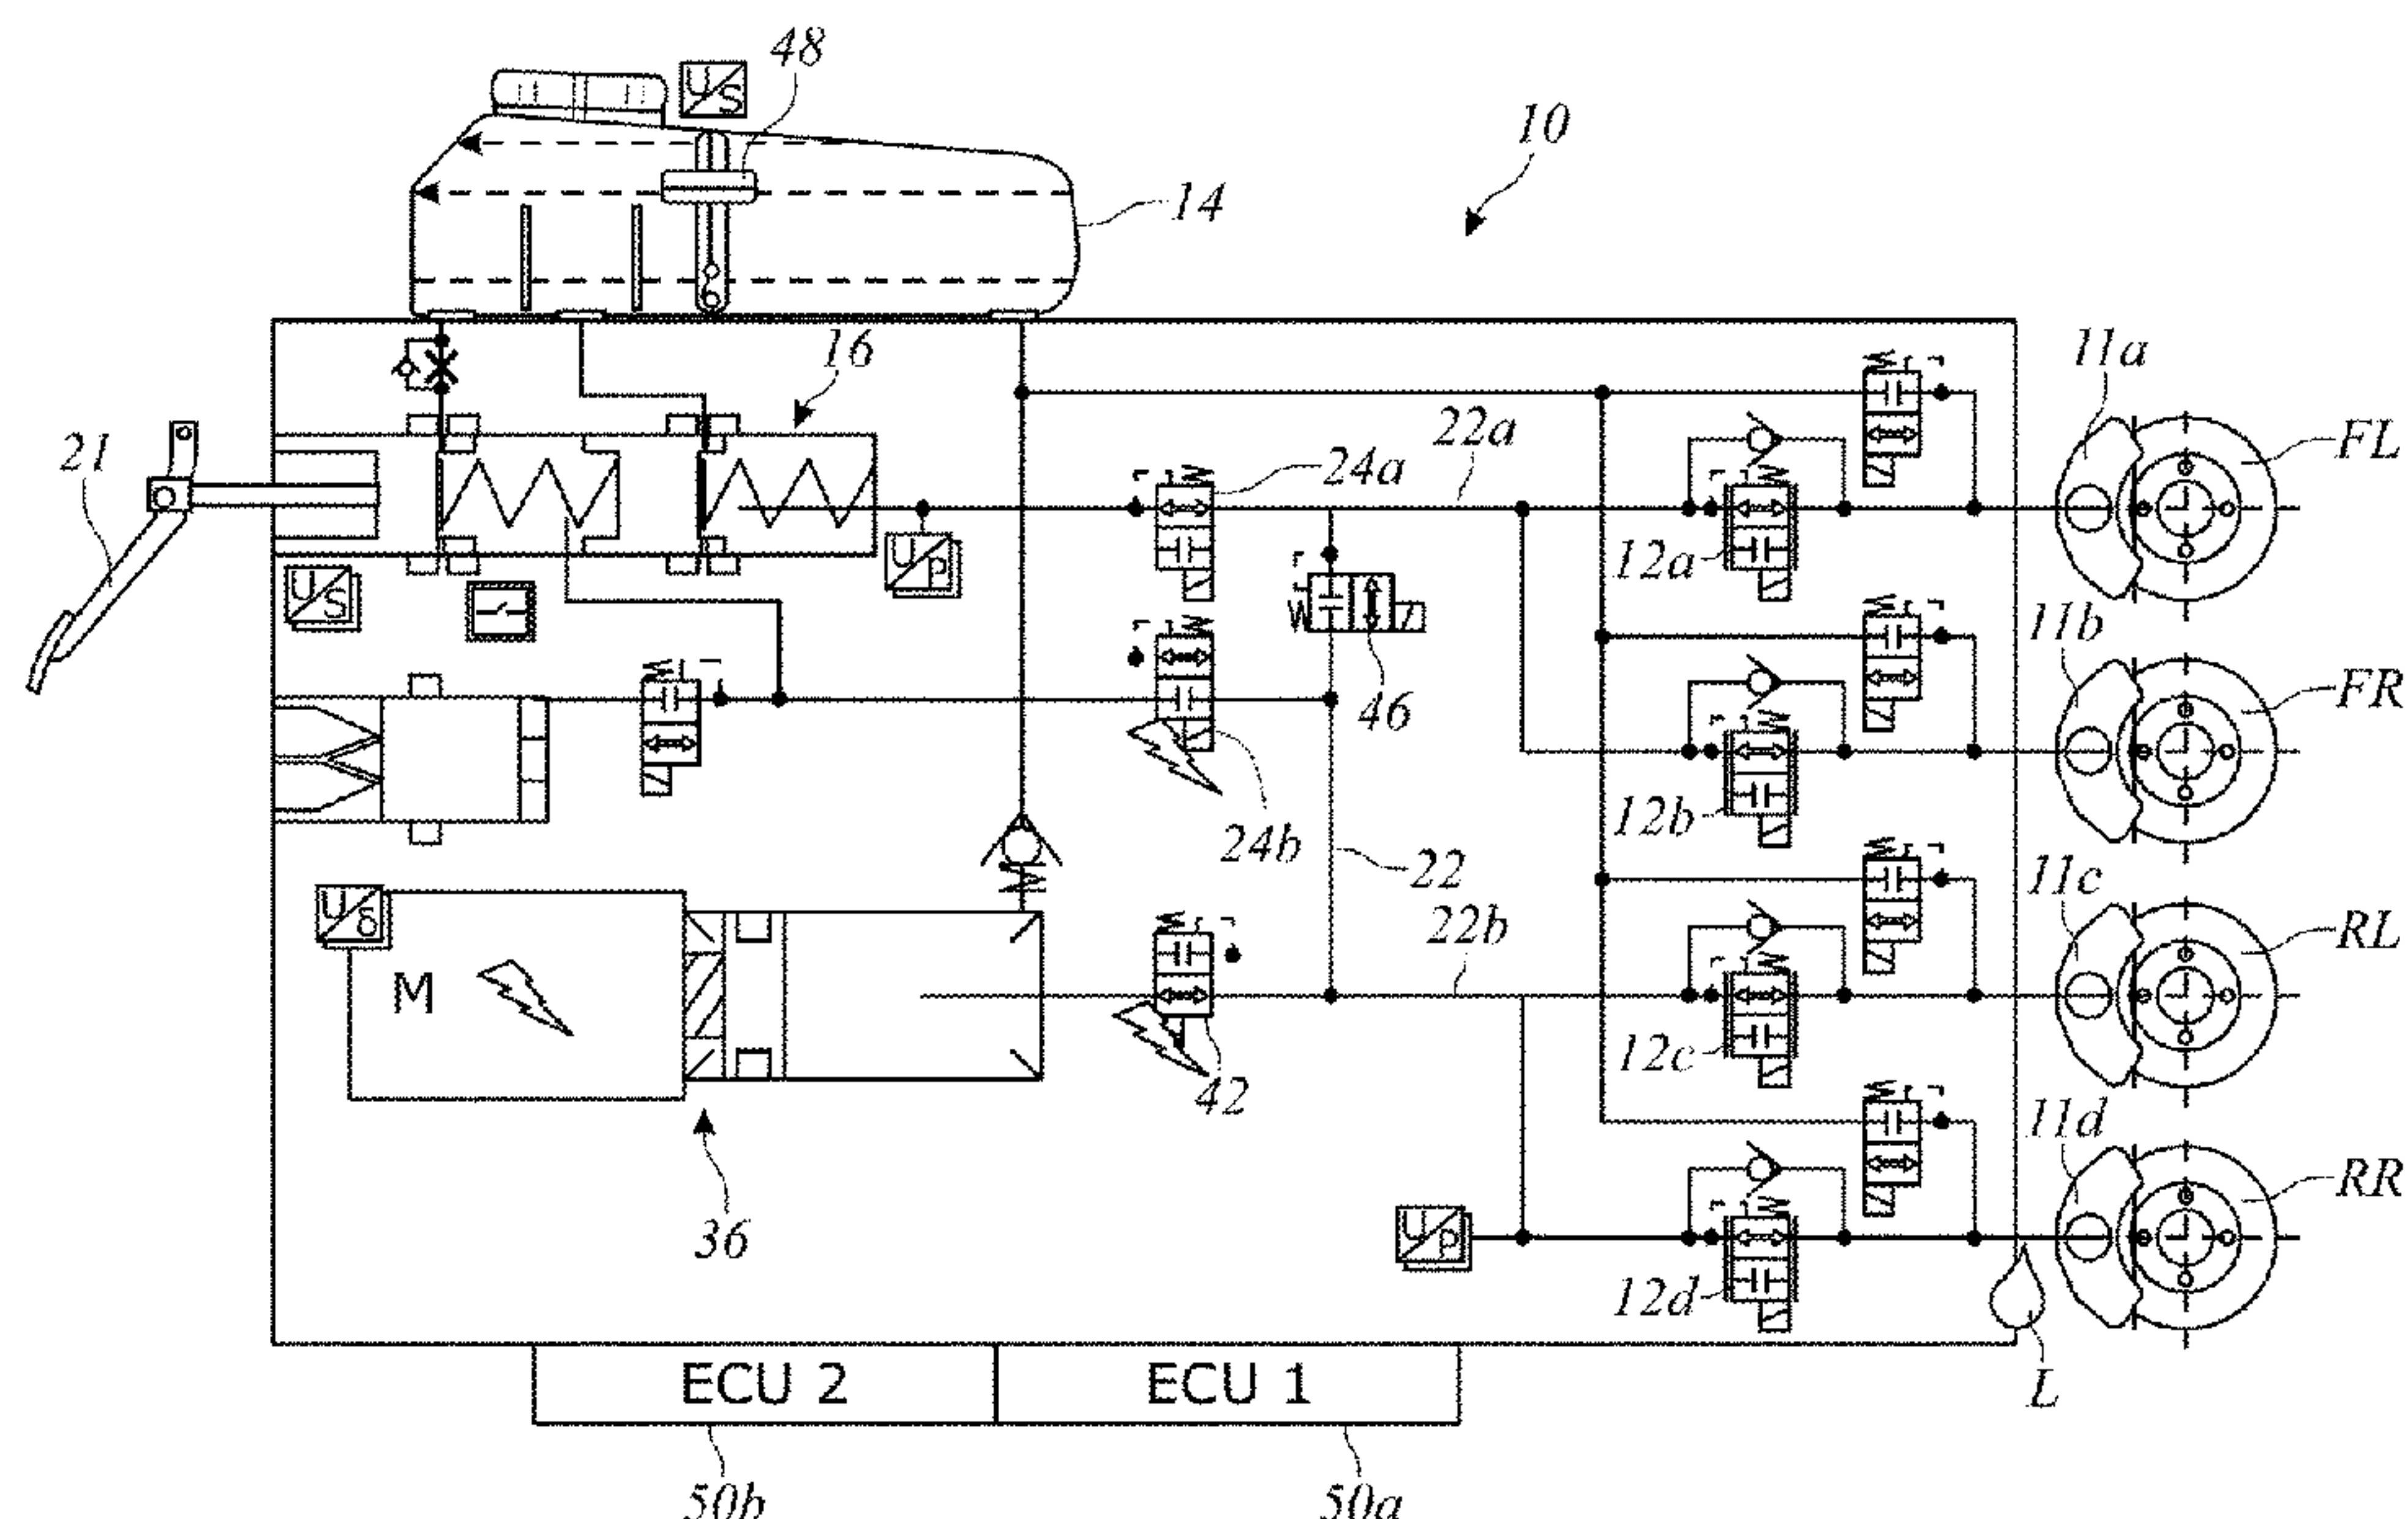 48
U
S
10
14
16
11a
21
22a
FL
24a
U
S
U
P
12a
11b
46
FR
24b
12b
22
11c
22b
RL
U
δ
M
12c
42
11d
RR
36
U
P
12d
L
ECU 2
ECU 1
50b
50a